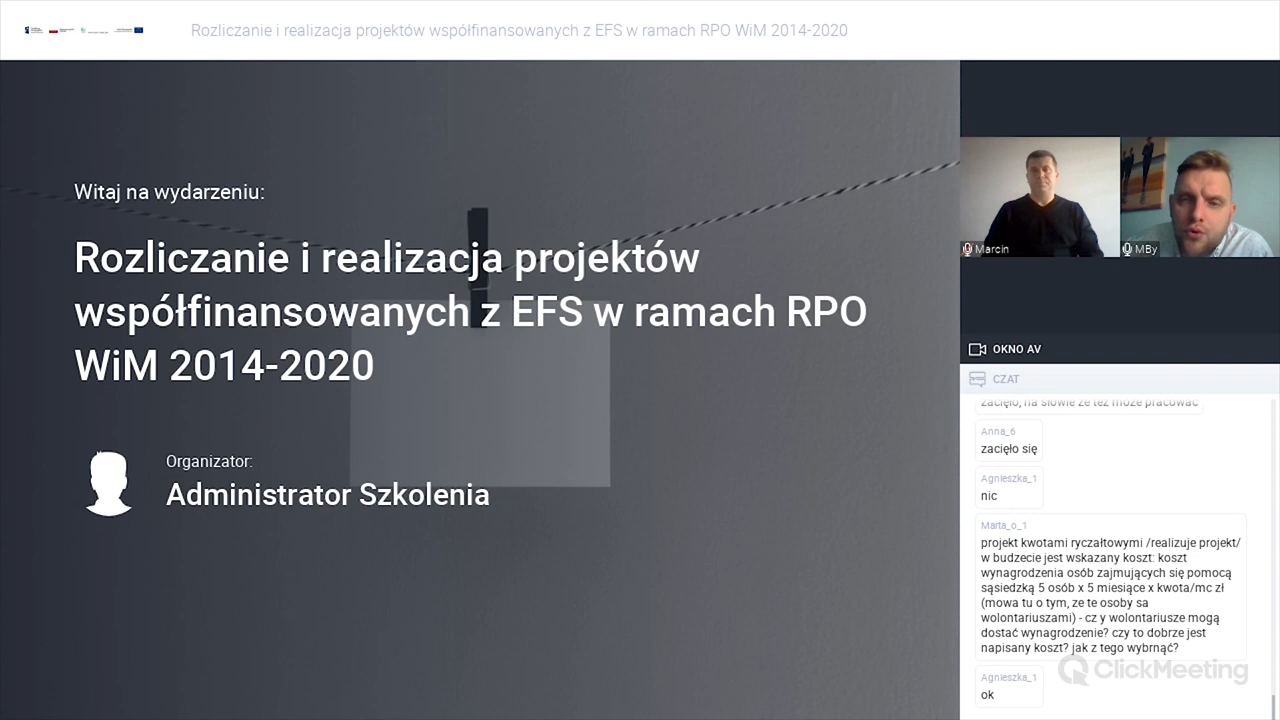 Rozliczanie i realizacja projektów współfinansowanych z EFS w ramach RPO WiM 2014-2020
Witaj na wydarzeniu:
Rozliczanie i realizacja projektów
współfinansowanych z EFS w ramach RPO
WiM 2014-2020
Organizator:
Administrator Szkolenia
Marcin
MBy
OKNO AV
CZAT
zacięło, na słowie że też może pracować
Anna_6
zacięło się
Agnieszka_1
nic
Marta_o_1
projekt kwotami ryczałtowymi /realizuje projekt/
w budzecie jest wskazany koszt: koszt
wynagrodzenia osób zajmujących się pomocą
sąsiedzką 5 osób x 5 miesiące x kwota/mc zł
(mowa tu o tym, ze te osoby sa
wolontariuszami) - cz y wolontariusze mogą
dostać wynagrodzenie? czy to dobrze jest
napisany koszt? jak z tego wybrnąć?
ClickMeeting
Agnieszka_1
ok